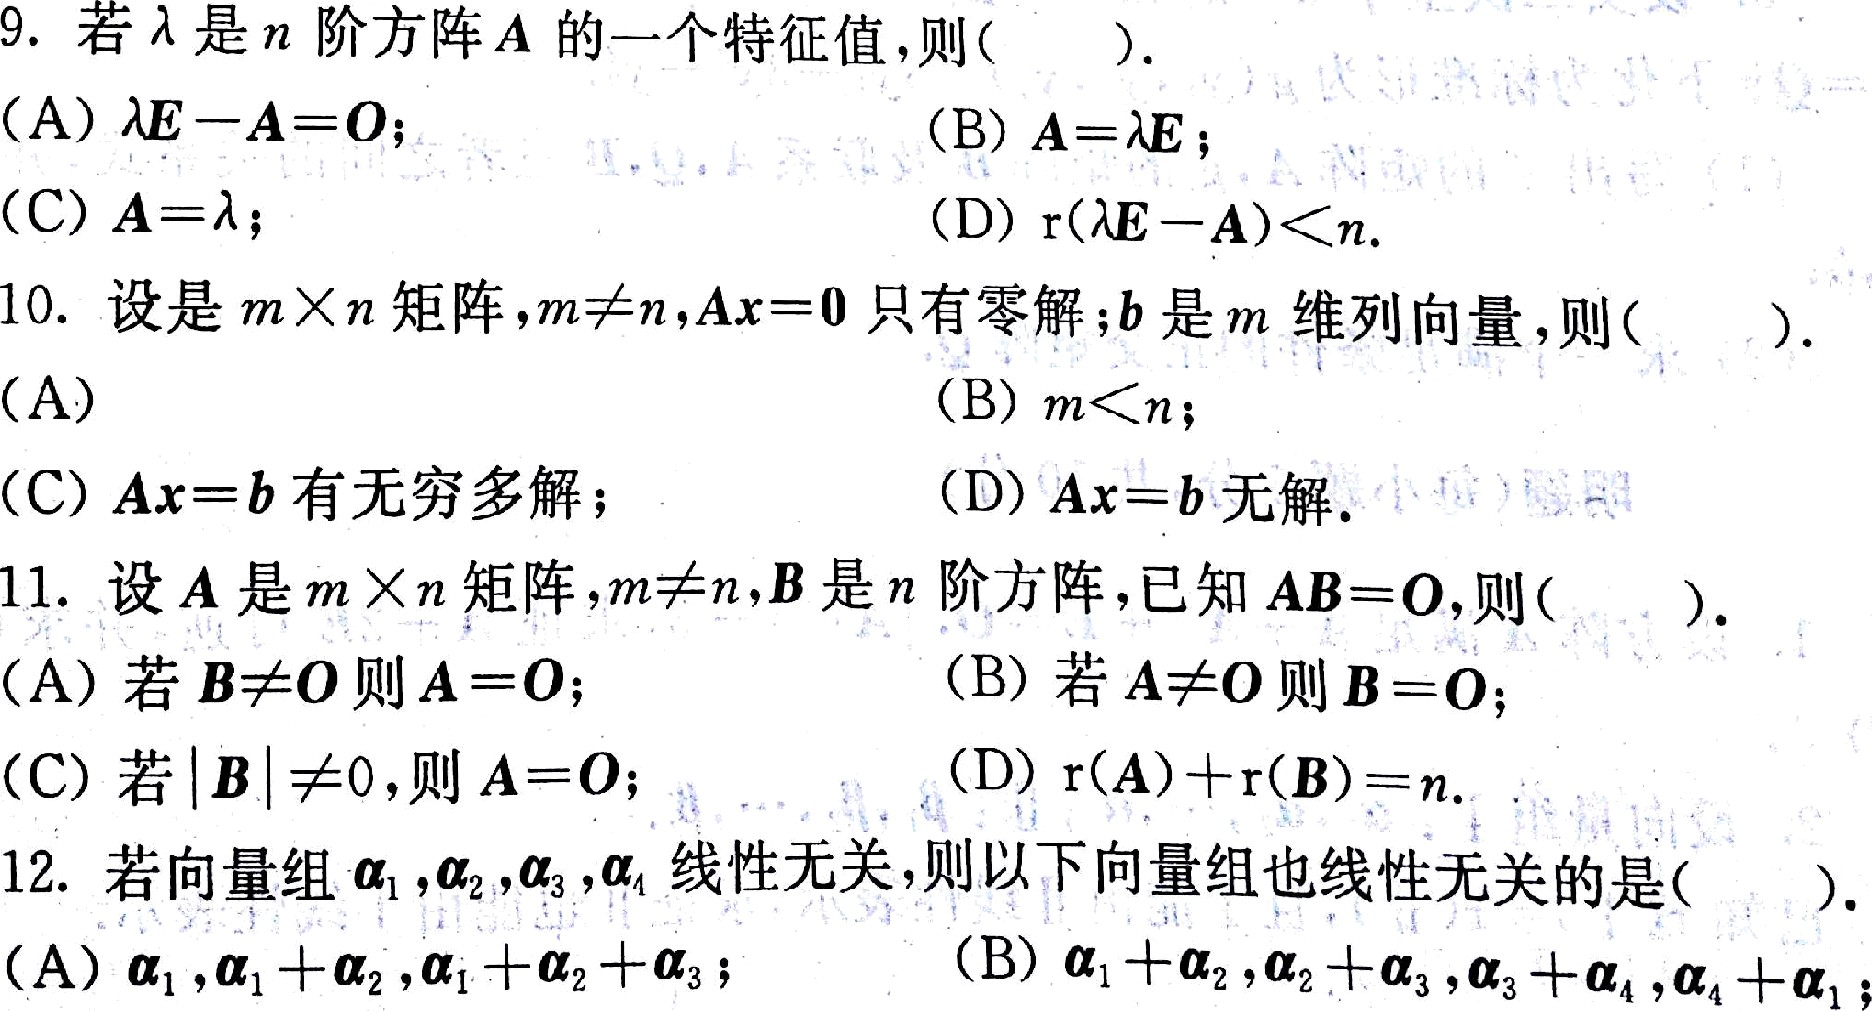 9. 若 λ 是 n 阶方阵 A 的一个特征值,则(　　).
(A) λE－A＝O;　　(B) A＝λE;
(C) A＝λ;　　(D) r(λE－A)＜n.
10. 设是 m×n 矩阵,m≠n,Ax＝0 只有零解;b 是 m 维列向量,则(　　).
(A)　　(B) m＜n;
(C) Ax＝b 有无穷多解;　　(D) Ax＝b 无解.
11. 设 A 是 m×n 矩阵,m≠n,B 是 n 阶方阵,已知 AB＝O,则(　　).
(A) 若 B≠O 则 A＝O;　　(B) 若 A≠O 则 B＝O;
(C) 若|B|≠0,则 A＝O;　　(D) r(A)＋r(B)＝n.
12. 若向量组 α₁,α₂,α₃,α₄ 线性无关,则以下向量组也线性无关的是(　　).
(A) α₁,α₁＋α₂,α₁＋α₂＋α₃;　　(B) α₁＋α₂,α₂＋α₃,α₃＋α₄,α₄＋α₁;